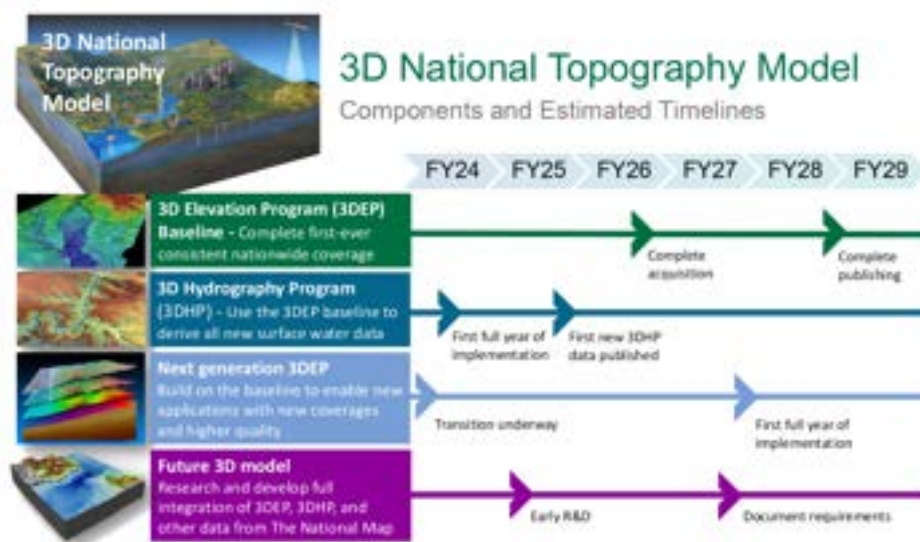 3D National
Topography
Model
3D National Topography Model
Components and Estimated Timelines
FY24 FY25 FY26 FY27 FY28 FY29
3D Elevation Program (3DEP)
Baseline - Complete first-ever
consistent nationwide coverage
Complete
acquisition
Complete
publishing
3D Hydrography Program
(3DHP) - Use the 3DEP baseline to
derive all new surface water data
First full year of
implementation
First new 3DHP
data published
Next generation 3DEP
Build on the baseline to enable new
applications with new coverages
and higher quality
Transition underway
First full year of
implementation
Future 3D model
Research and develop full
integration of 3DEP, 3DHP, and
other data from The National Map
Early R&D
Document requirements